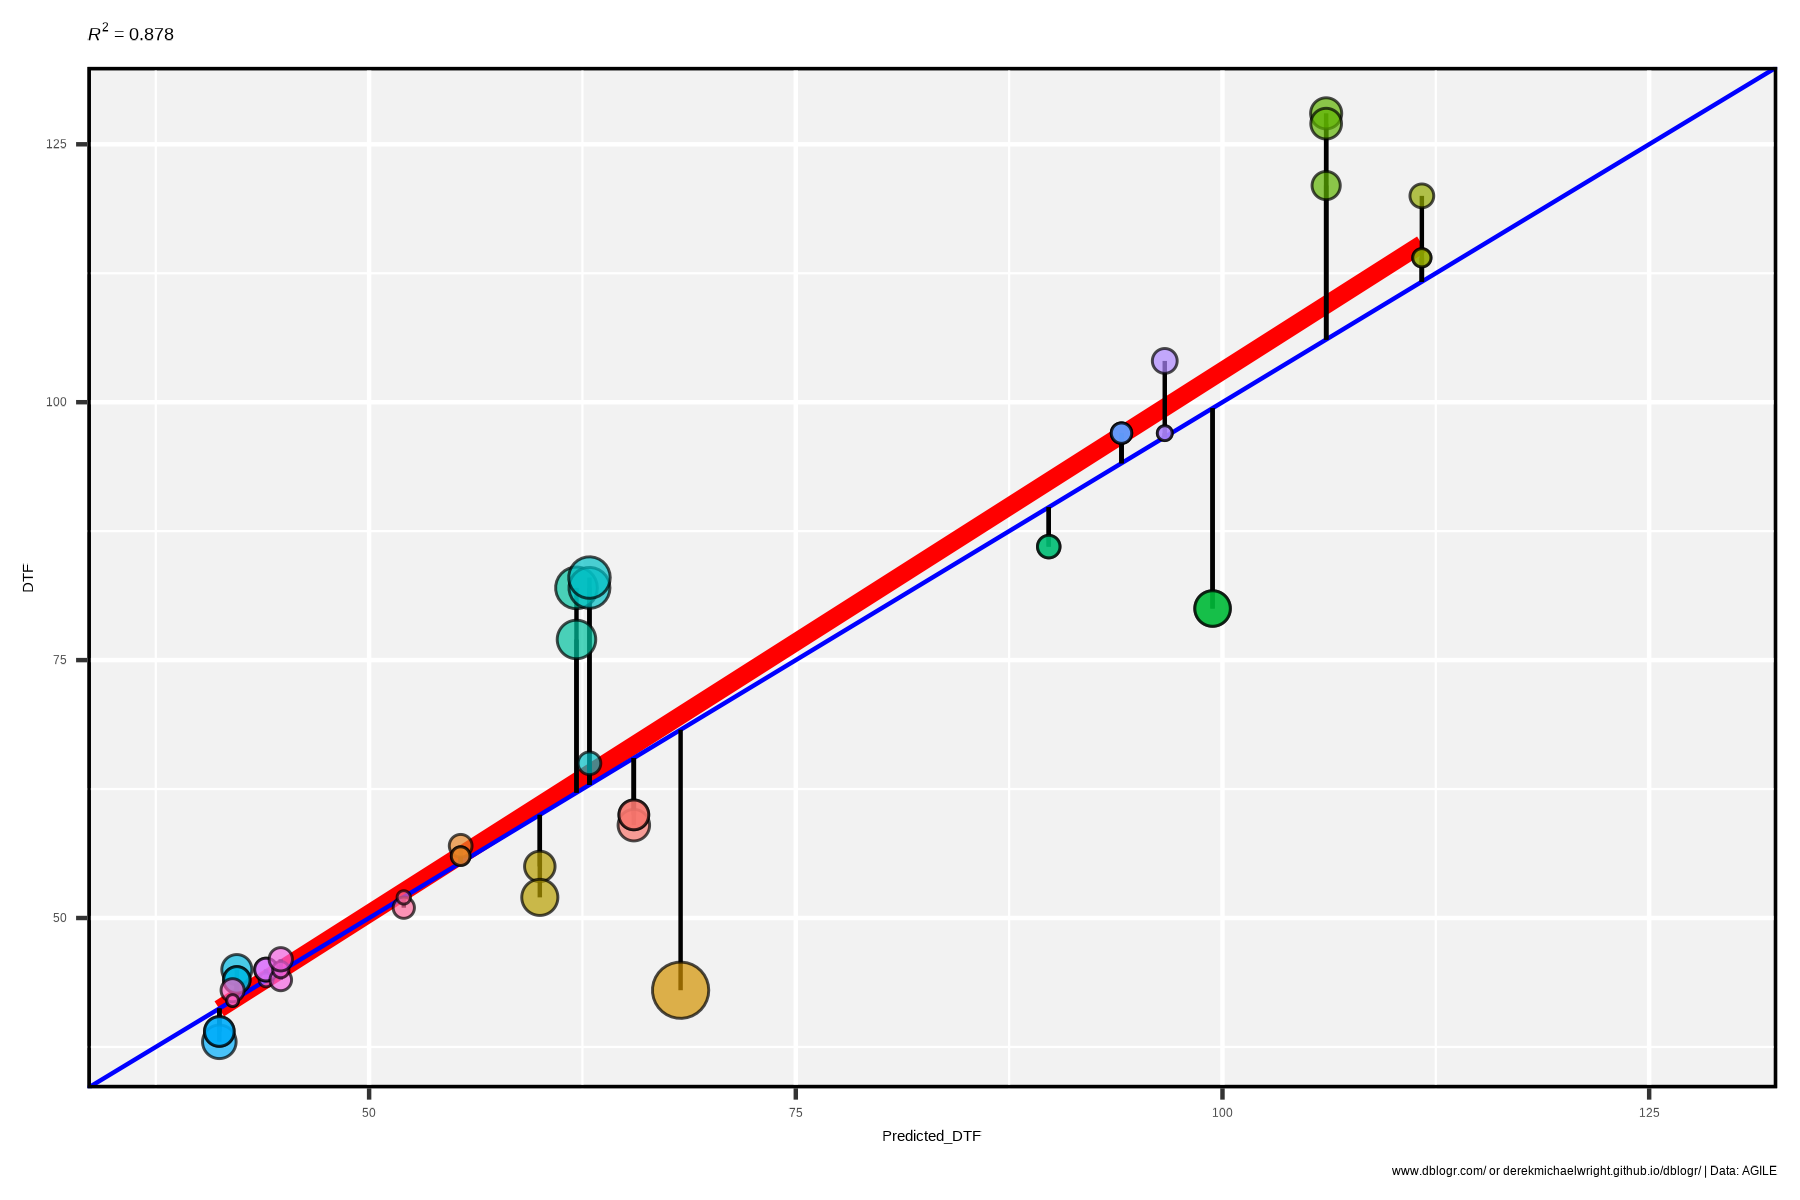 R² = 0.878
125
100
75
50
DTF
50 75 100 125
Predicted_DTF
www.dblogr.com/ or derekmichaelwright.github.io/dblogr/ | Data: AGILE